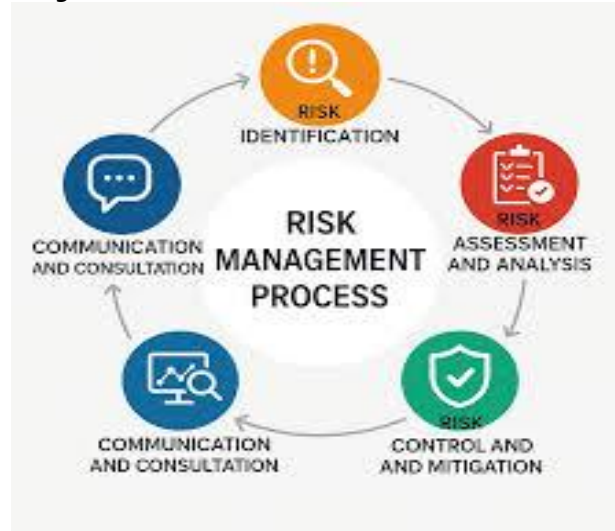 RISK
IDENTIFICATION
RISK
ASSESSMENT
AND ANALYSIS
RISK
CONTROL AND
AND MITIGATION
COMMUNICATION
AND CONSULTATION
COMMUNICATION
AND CONSULTATION
RISK
MANAGEMENT
PROCESS